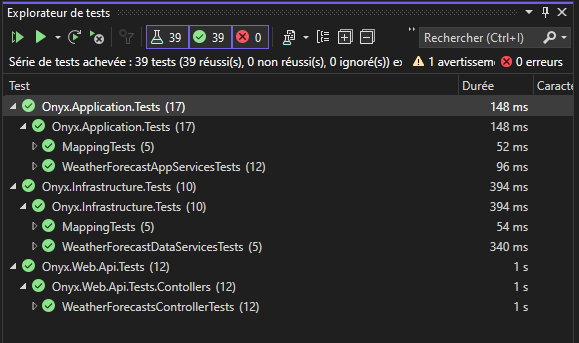 Explorateur de tests
39 39 0 Rechercher (Ctrl+I)
Série de tests achevée : 39 tests (39 réussi(s), 0 non réussi(s), 0 ignoré(s)) ex 1 avertisseme 0 erreurs
Test Durée Caracté
Onyx.Application.Tests (17) 148 ms
Onyx.Application.Tests (17) 148 ms
MappingTests (5) 52 ms
WeatherForecastAppServicesTests (12) 96 ms
Onyx.Infrastructure.Tests (10) 394 ms
Onyx.Infrastructure.Tests (10) 394 ms
MappingTests (5) 54 ms
WeatherForecastDataServicesTests (5) 340 ms
Onyx.Web.Api.Tests (12) 1 s
Onyx.Web.Api.Tests.Contollers (12) 1 s
WeatherForecastsControllerTests (12) 1 s